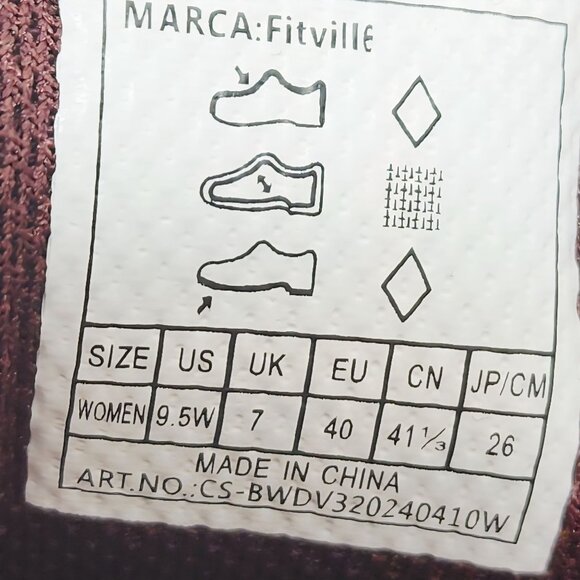 MARCA:Fitville
SIZE US UK EU CN JP/CM
WOMEN 9.5W 7 40 41⅓ 26
MADE IN CHINA
ART.NO.:CS-BWDV320240410W